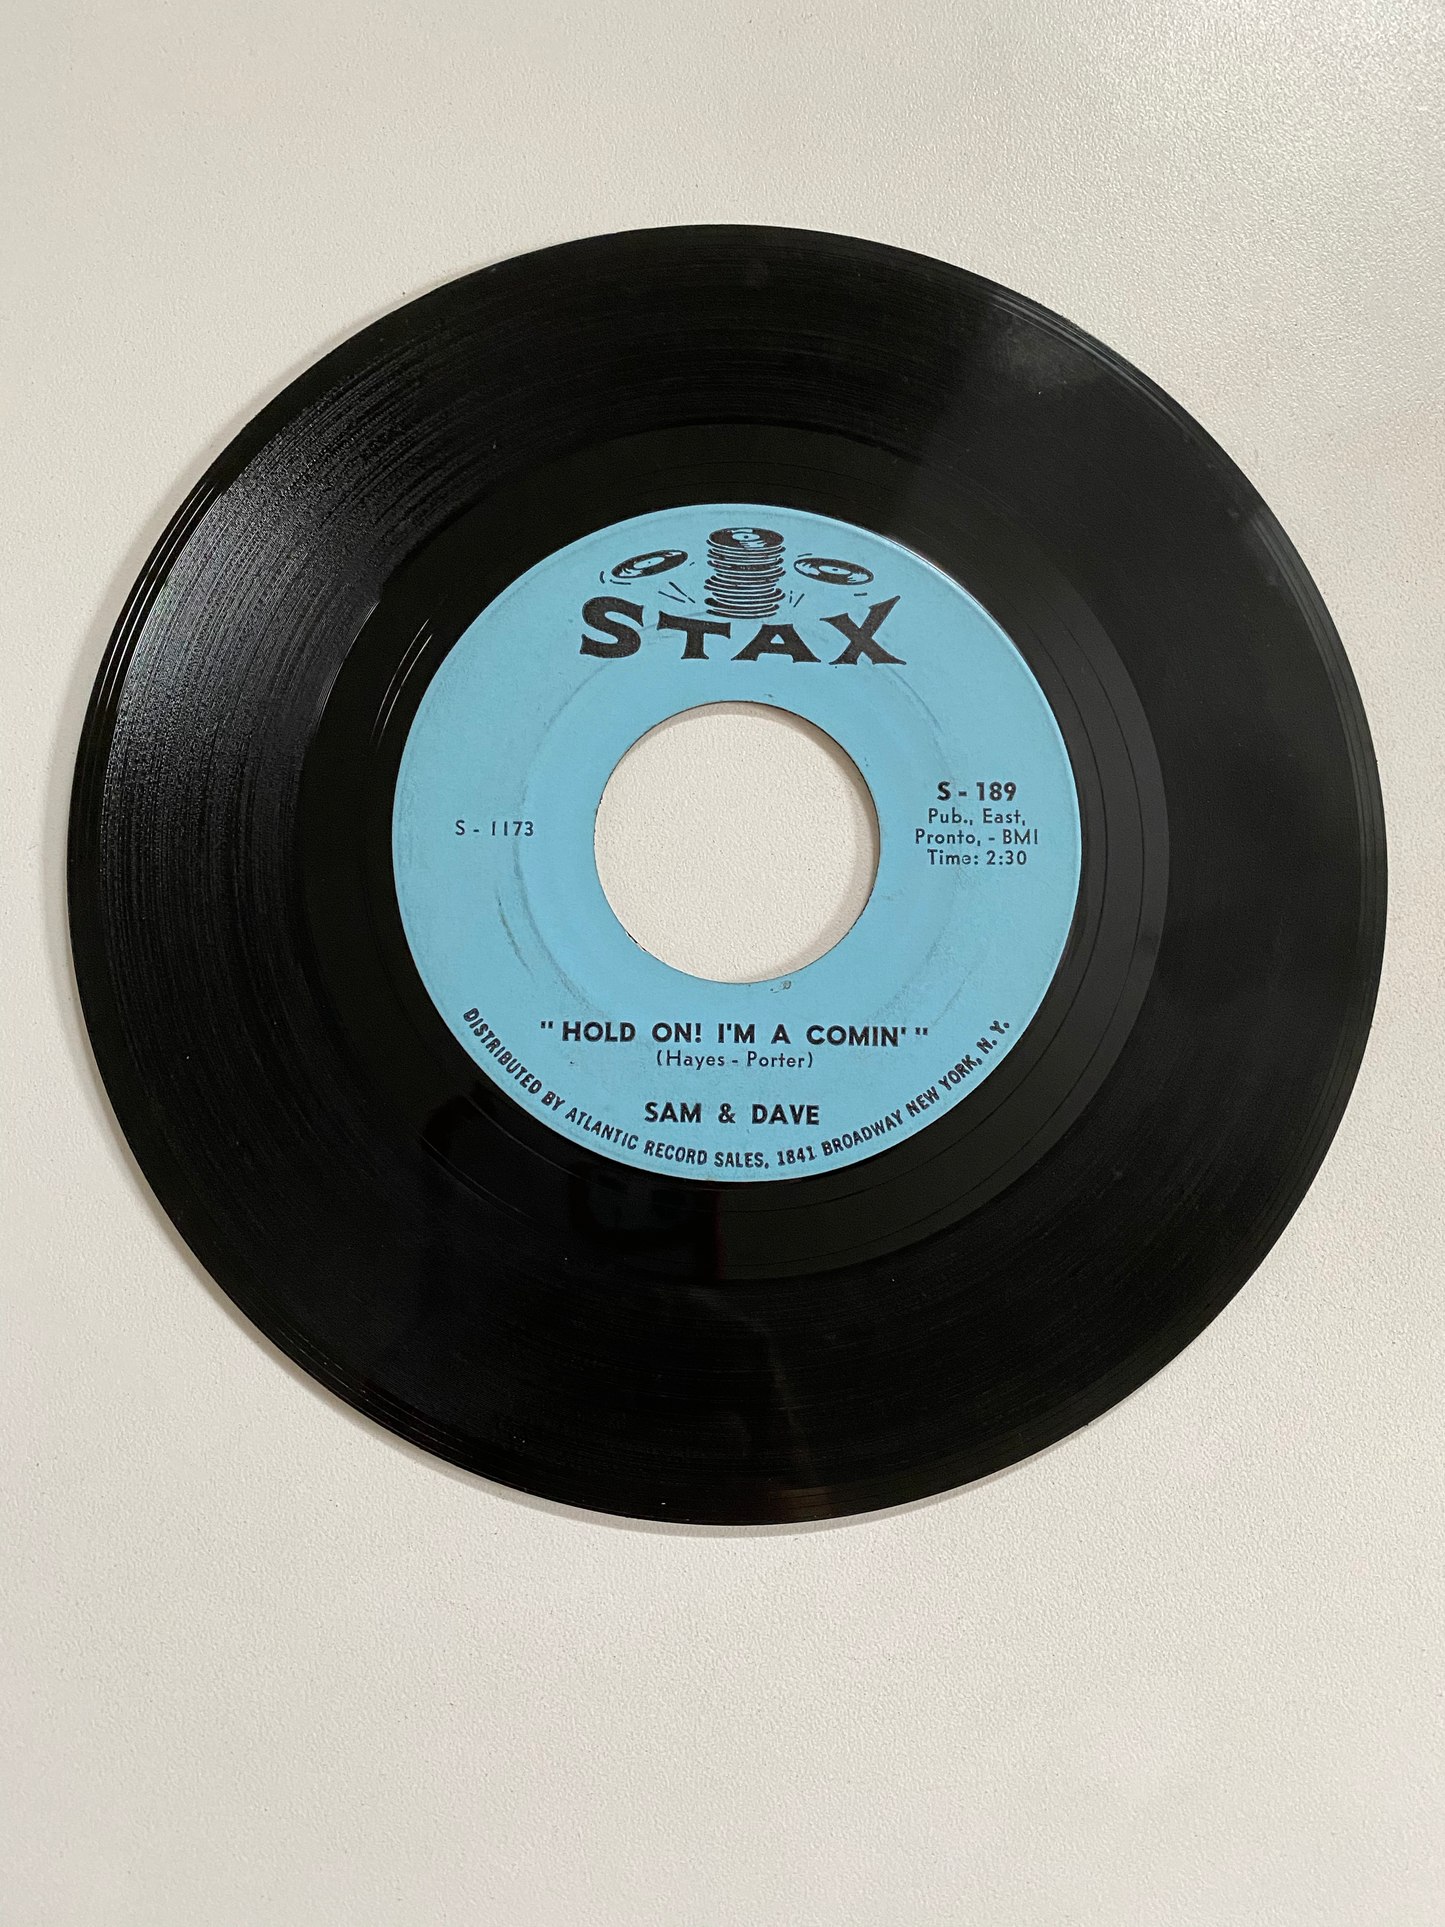 STAX
S - 1173
S - 189
Pub., East,
Pronto, - BMI
Time: 2:30
"HOLD ON! I'M A COMIN'"
(Hayes - Porter)
SAM & DAVE
DISTRIBUTED BY ATLANTIC RECORD SALES, 1841 BROADWAY NEW YORK, N. Y.